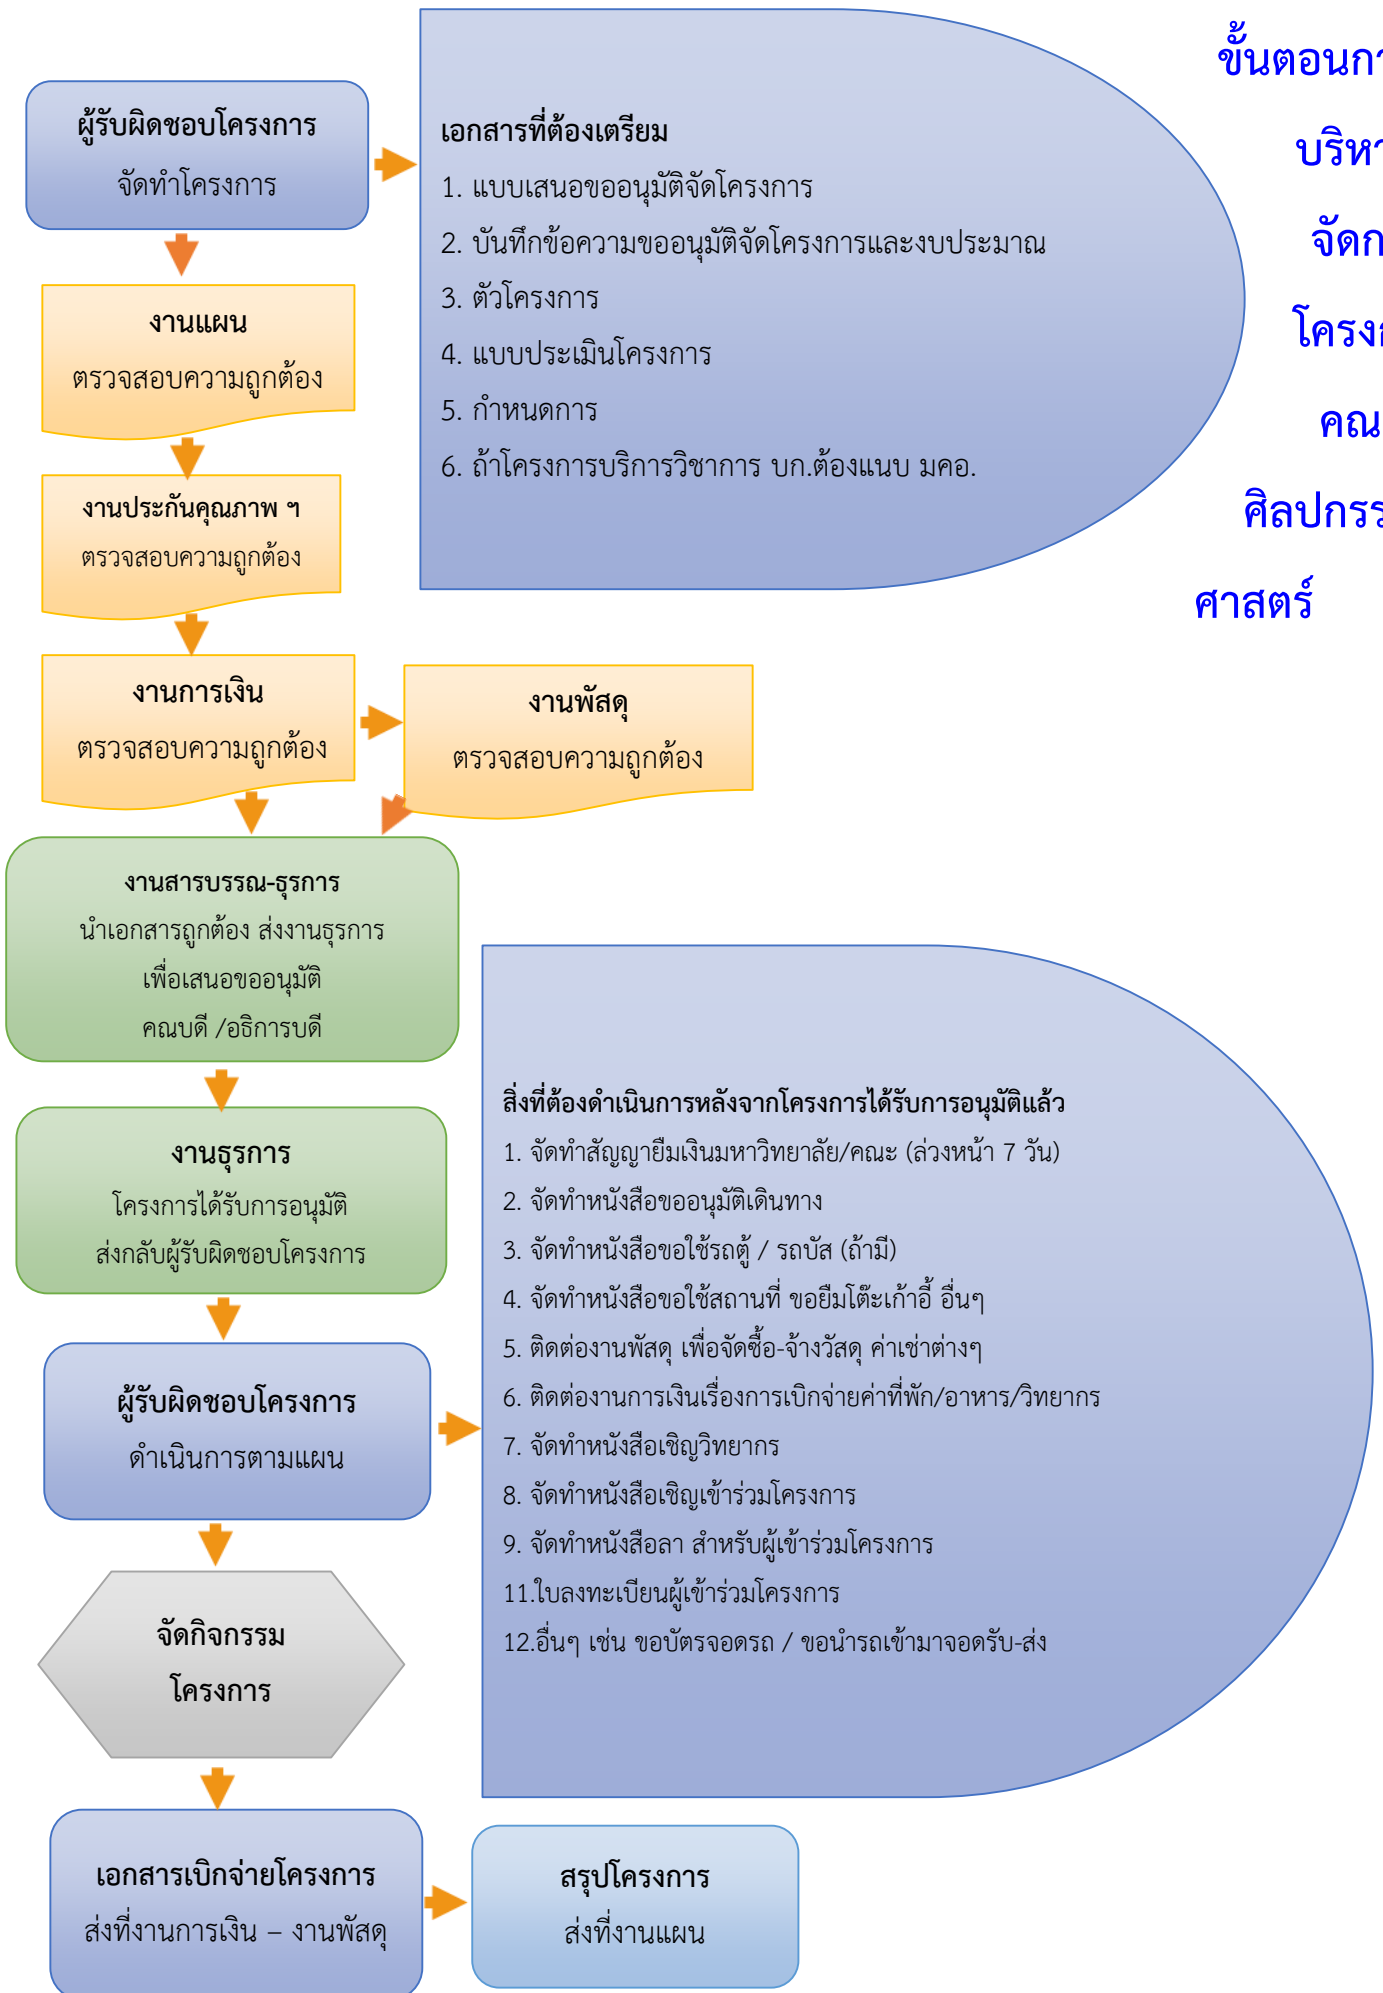 ผู้รับผิดชอบโครงการ
จัดทำโครงการ
เอกสารที่ต้องเตรียม
1. แบบเสนอขออนุมัติจัดโครงการ
2. บันทึกข้อความขออนุมัติจัดโครงการและงบประมาณ
3. ตัวโครงการ
4. แบบประเมินโครงการ
5. กำหนดการ
6. ถ้าโครงการบริการวิชาการ บก.ต้องแนบ มคอ.
ขั้นตอนกา
บริหา
จัดก
โครง
คณ
ศิลปกรร
ศาสตร์
งานแผน
ตรวจสอบความถูกต้อง
งานประกันคุณภาพ ฯ
ตรวจสอบความถูกต้อง
งานการเงิน
ตรวจสอบความถูกต้อง
งานพัสดุ
ตรวจสอบความถูกต้อง
งานสารบรรณ-ธุรการ
นำเอกสารถูกต้อง ส่งงานธุรการ
เพื่อเสนอขออนุมัติ
คณบดี /อธิการบดี
งานธุรการ
โครงการได้รับการอนุมัติ
ส่งกลับผู้รับผิดชอบโครงการ
ผู้รับผิดชอบโครงการ
ดำเนินการตามแผน
สิ่งที่ต้องดำเนินการหลังจากโครงการได้รับการอนุมัติแล้ว
1. จัดทำสัญญายืมเงินมหาวิทยาลัย/คณะ (ล่วงหน้า 7 วัน)
2. จัดทำหนังสือขออนุมัติเดินทาง
3. จัดทำหนังสือขอใช้รถตู้ / รถบัส (ถ้ามี)
4. จัดทำหนังสือขอใช้สถานที่ ขอยืมโต๊ะเก้าอี้ อื่นๆ
5. ติดต่องานพัสดุ เพื่อจัดซื้อ-จ้างวัสดุ ค่าเช่าต่างๆ
6. ติดต่องานการเงินเรื่องการเบิกจ่ายค่าที่พัก/อาหาร/วิทยากร
7. จัดทำหนังสือเชิญวิทยากร
8. จัดทำหนังสือเชิญเข้าร่วมโครงการ
9. จัดทำหนังสือลา สำหรับผู้เข้าร่วมโครงการ
11.ใบลงทะเบียนผู้เข้าร่วมโครงการ
12.อื่นๆ เช่น ขอบัตรจอดรถ / ขอนำรถเข้ามาจอดรับ-ส่ง
จัดกิจกรรม
โครงการ
เอกสารเบิกจ่ายโครงการ
ส่งที่งานการเงิน – งานพัสดุ
สรุปโครงการ
ส่งที่งานแผน